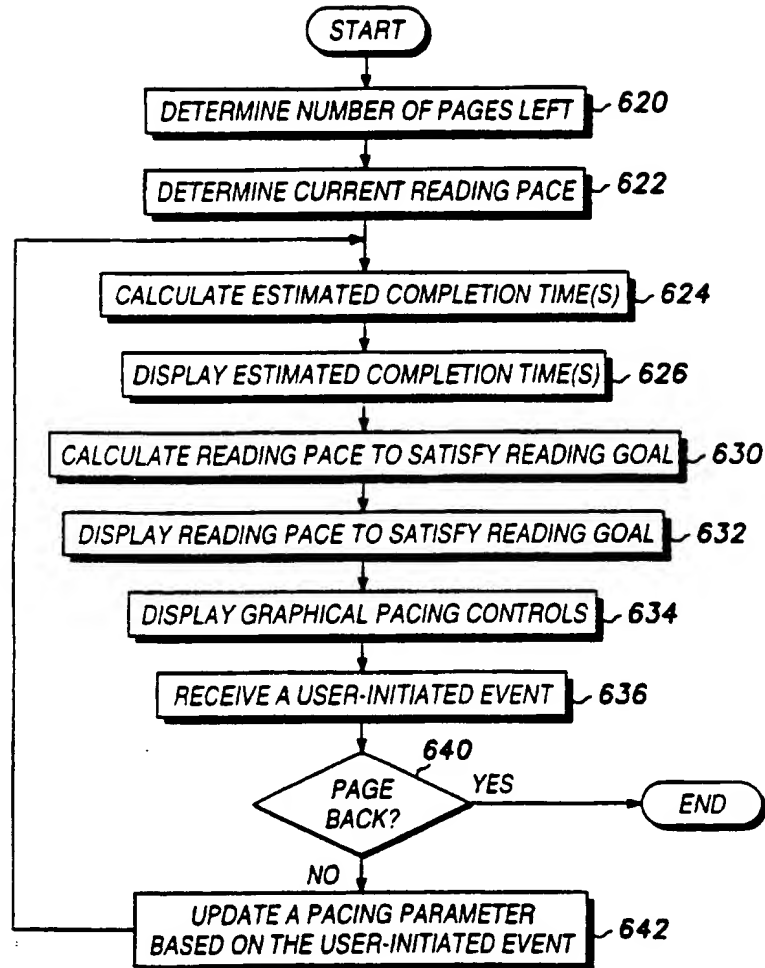 START
DETERMINE NUMBER OF PAGES LEFT 620
DETERMINE CURRENT READING PACE 622
CALCULATE ESTIMATED COMPLETION TIME(S) 624
DISPLAY ESTIMATED COMPLETION TIME(S) 626
CALCULATE READING PACE TO SATISFY READING GOAL 630
DISPLAY READING PACE TO SATISFY READING GOAL 632
DISPLAY GRAPHICAL PACING CONTROLS 634
RECEIVE A USER-INITIATED EVENT 636
640
PAGE
BACK?
YES
END
NO
UPDATE A PACING PARAMETER
BASED ON THE USER-INITIATED EVENT 642